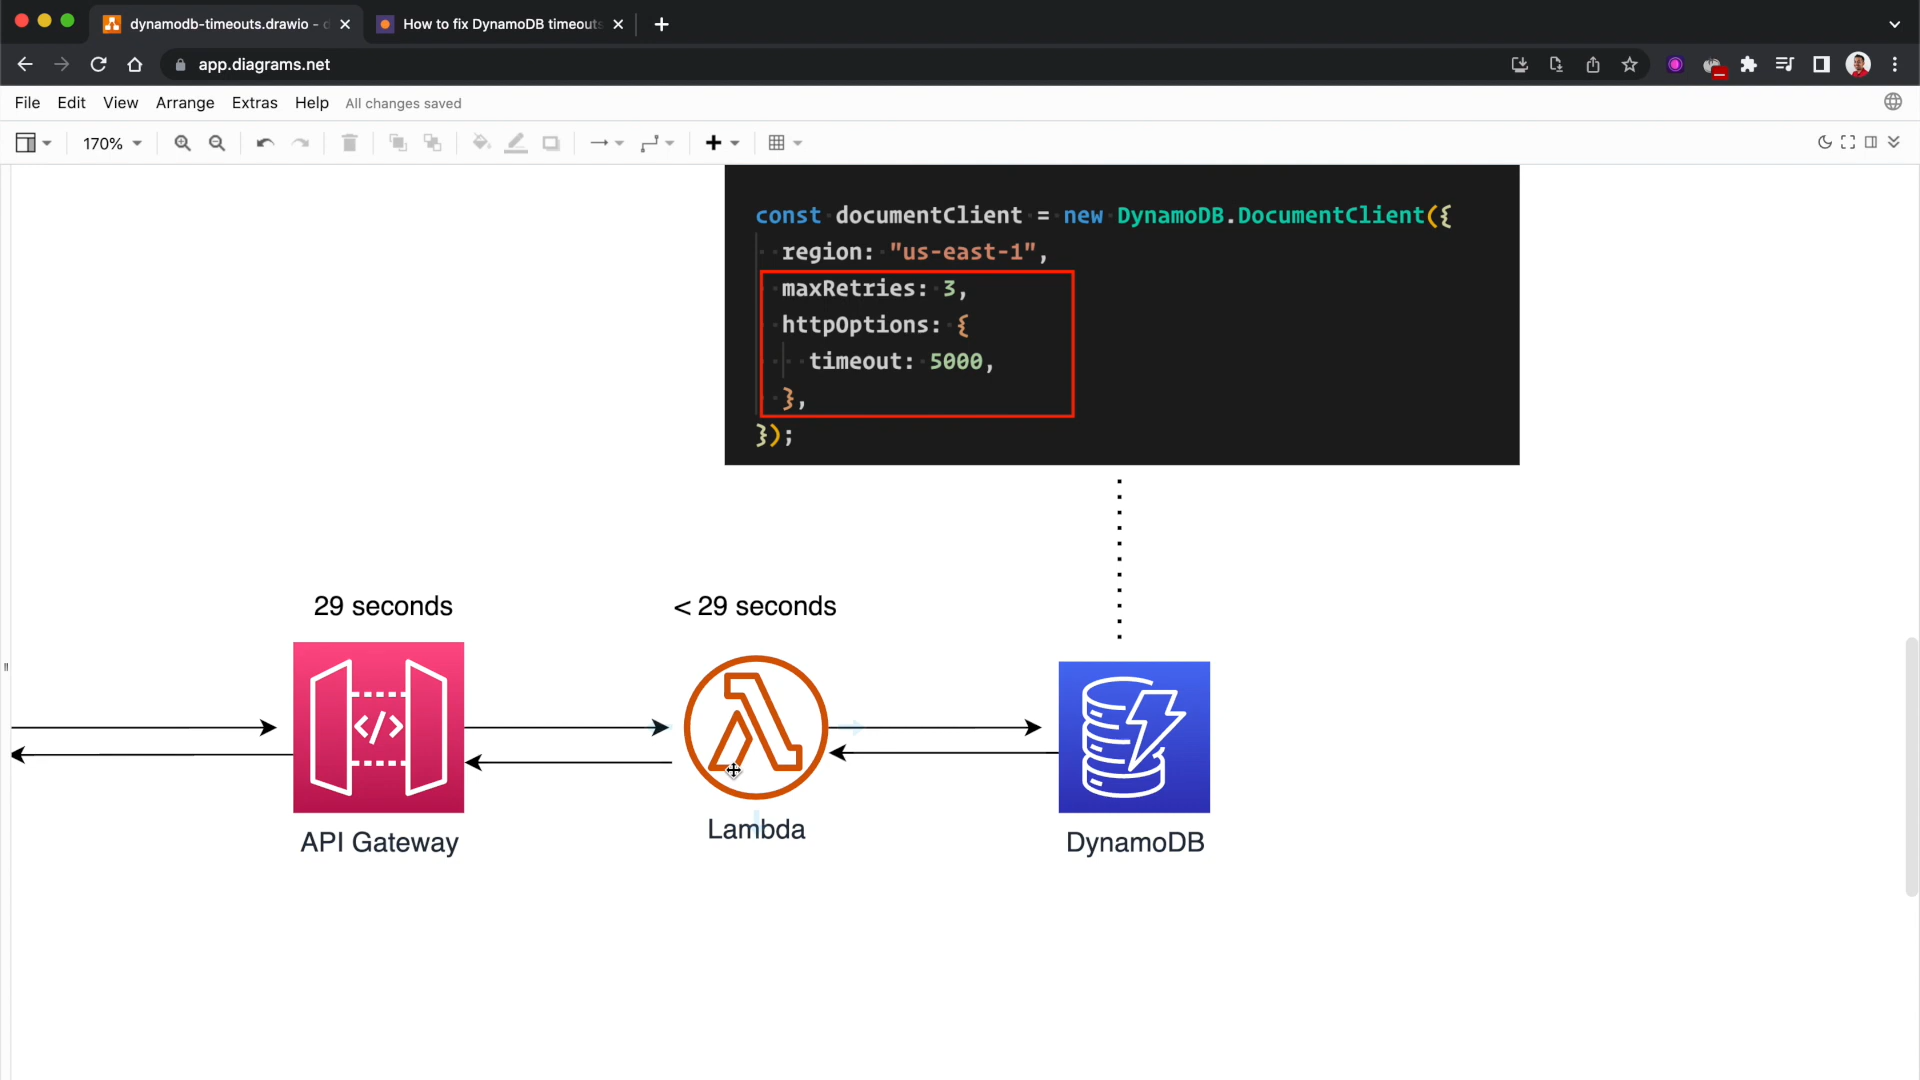 dynamodb-timeouts.drawio -
How to fix DynamoDB timeouts
app.diagrams.net
File Edit View Arrange Extras Help All changes saved
170%
const documentClient = new DynamoDB.DocumentClient({
region: "us-east-1",
maxRetries: 3,
httpOptions: {
timeout: 5000,
},
});
29 seconds
< 29 seconds
</>
API Gateway
Lambda
DynamoDB